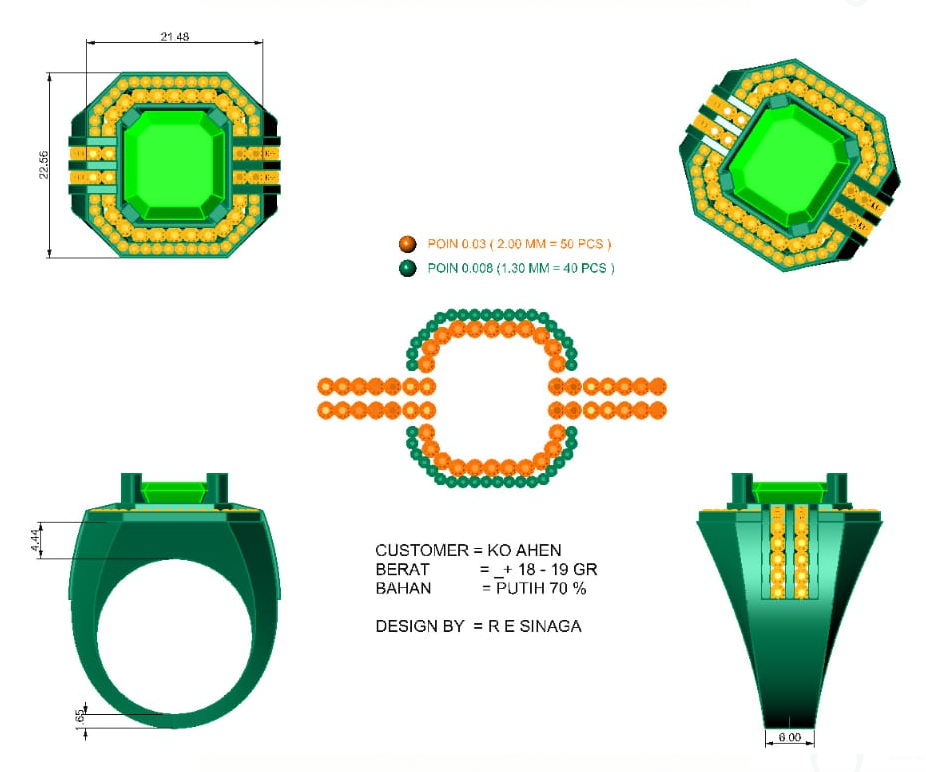 21.48
22.56
POIN 0.03 ( 2.00 MM = 50 PCS )
POIN 0.008 (1.30 MM = 40 PCS )
4.44
CUSTOMER = KO AHEN
BERAT = _+ 18 - 19 GR
BAHAN = PUTIH 70 %
DESIGN BY = R E SINAGA
1.65
6.00